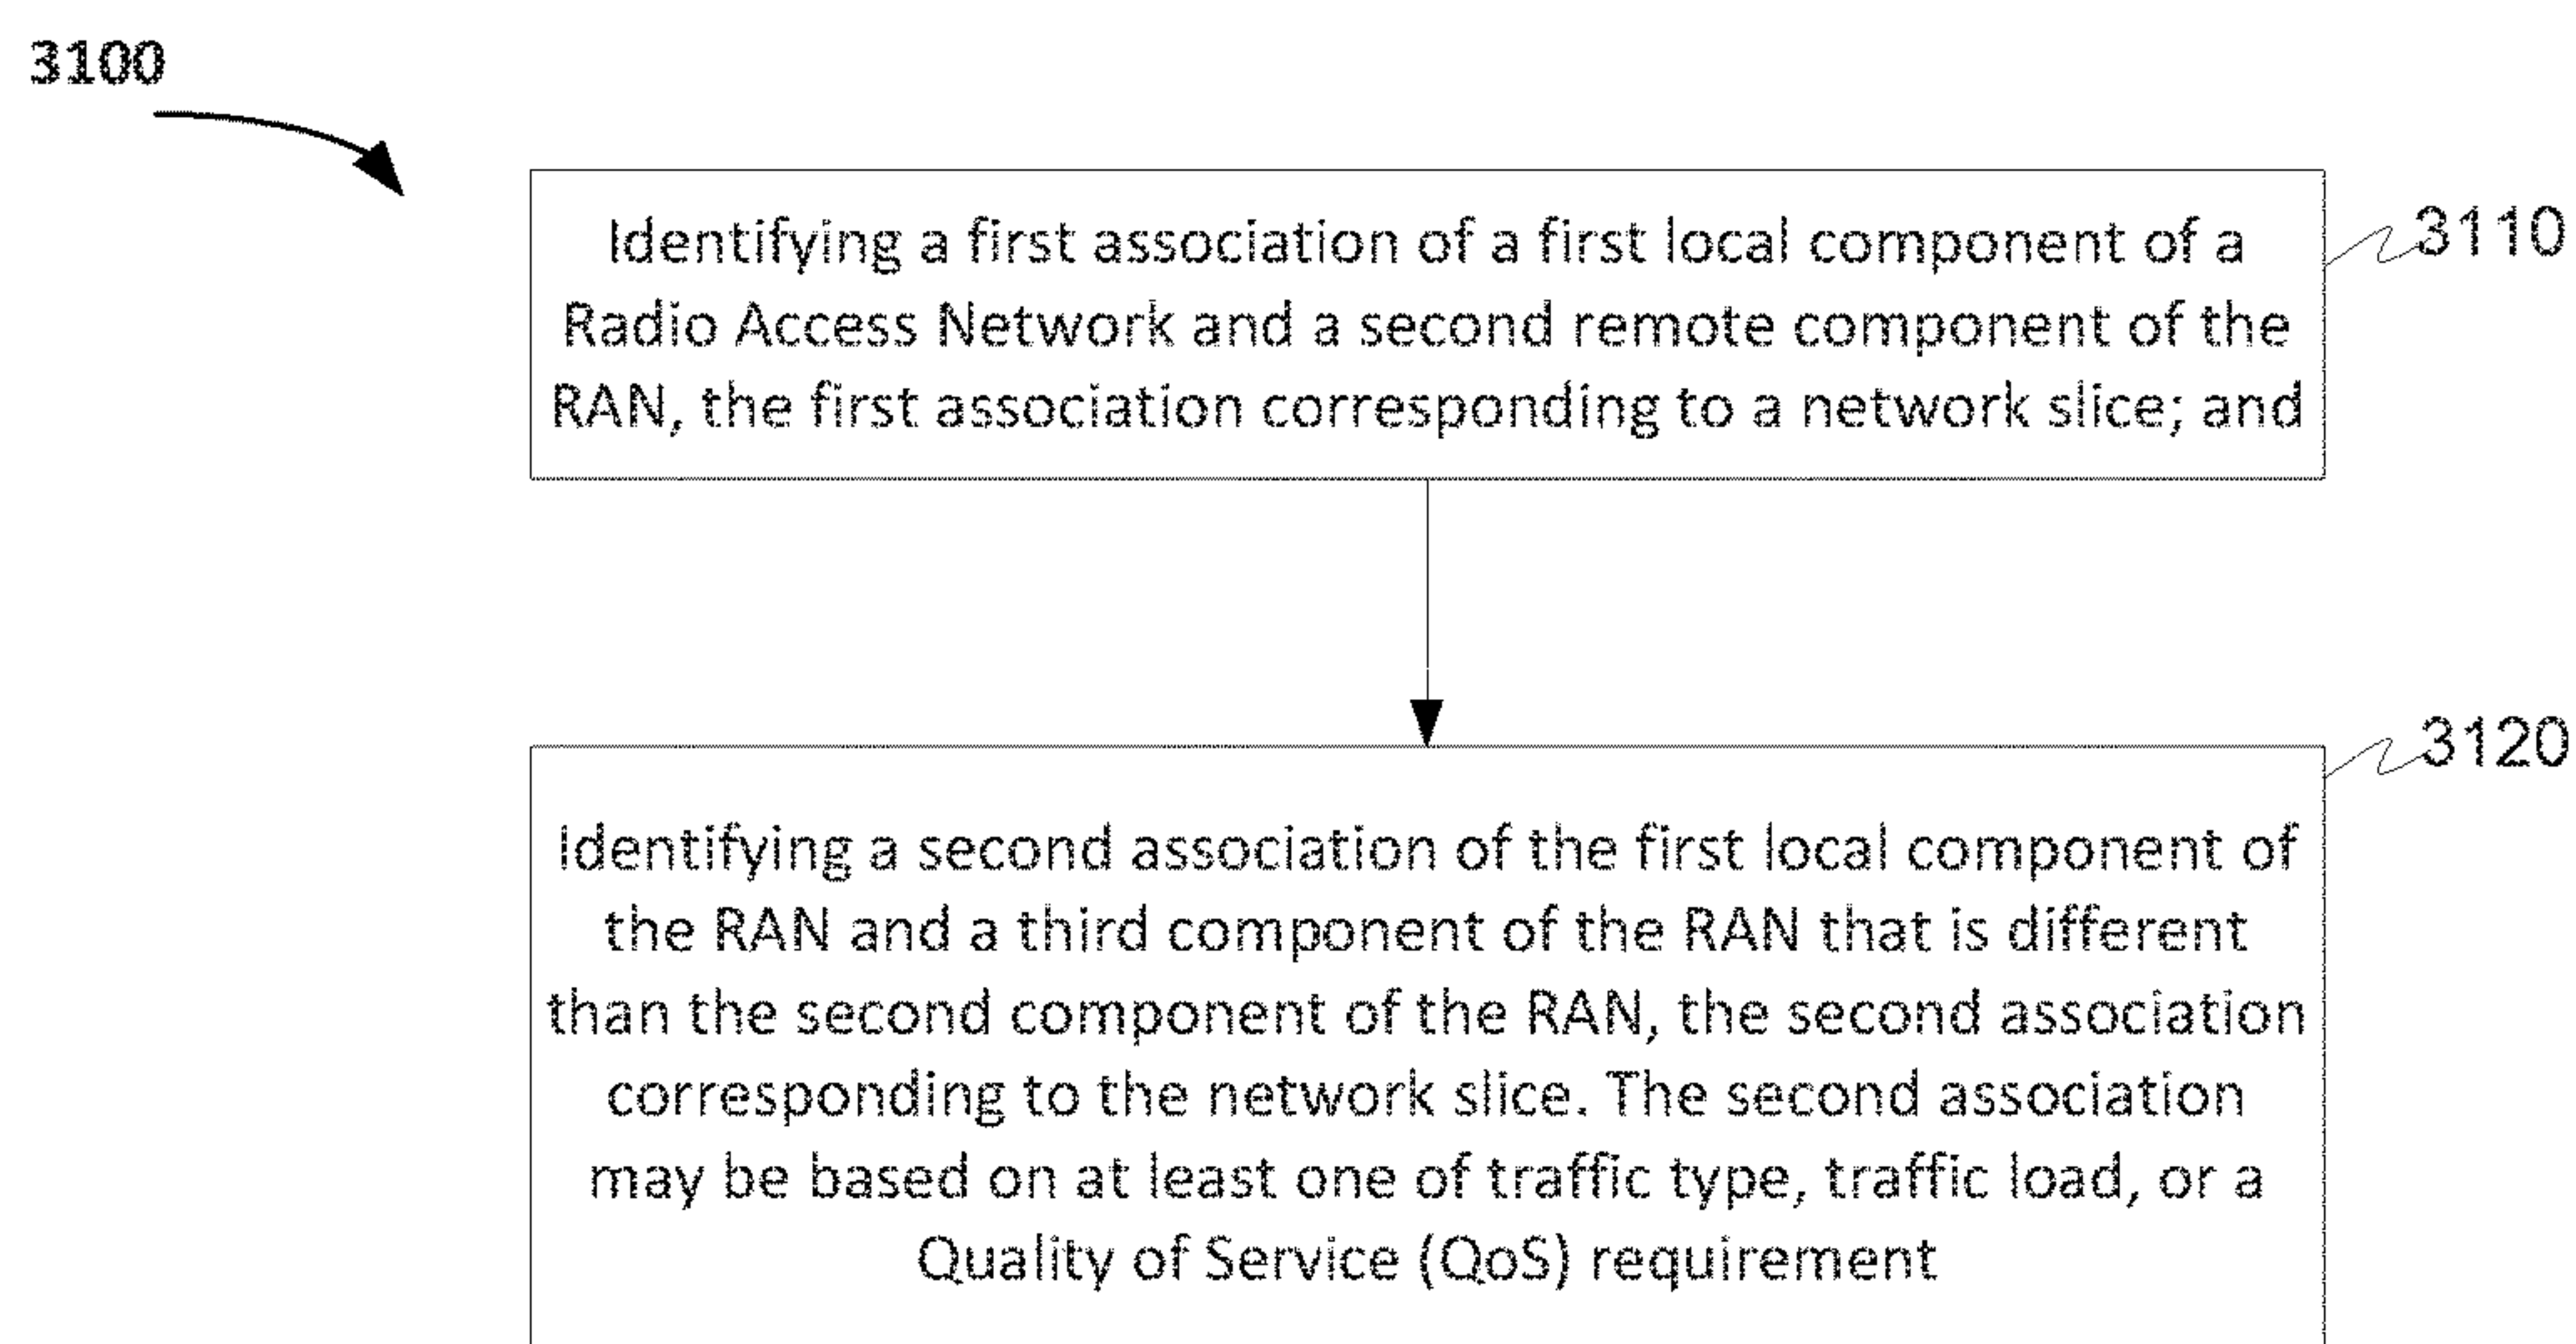 3100
Identifying a first association of a first local component of a
Radio Access Network and a second remote component of the
RAN, the first association corresponding to a network slice; and
3110
3120
Identifying a second association of the first local component of
the RAN and a third component of the RAN that is different
than the second component of the RAN, the second association
corresponding to the network slice. The second association
may be based on at least one of traffic type, traffic load, or a
Quality of Service (QoS) requirement